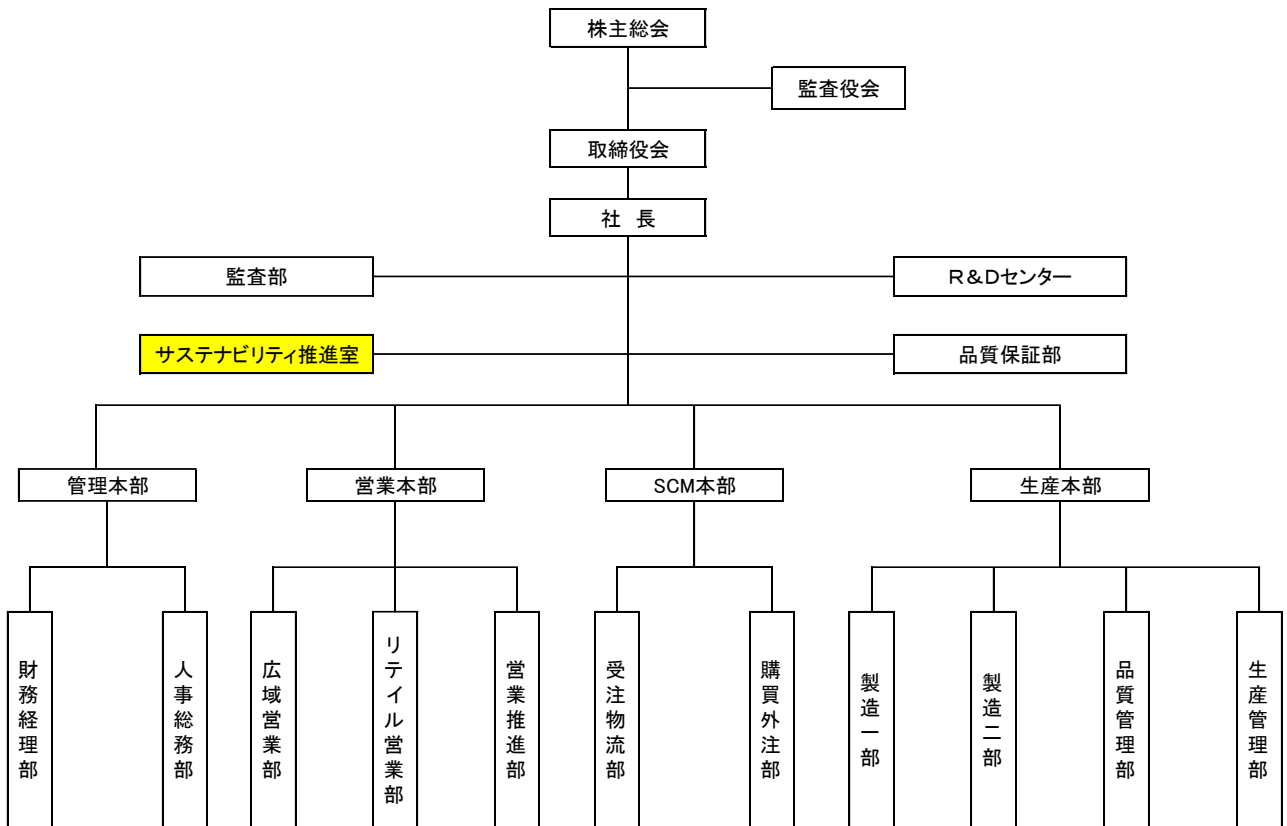 株主総会
監査役会
取締役会
社 長
監査部
R&Dセンター
サステナビリティ推進室
品質保証部
管理本部
営業本部
SCM本部
生産本部
財務経理部
人事総務部
広域営業部
リテイル営業部
営業推進部
受注物流部
購買外注部
製造一部
製造二部
品質管理部
生産管理部